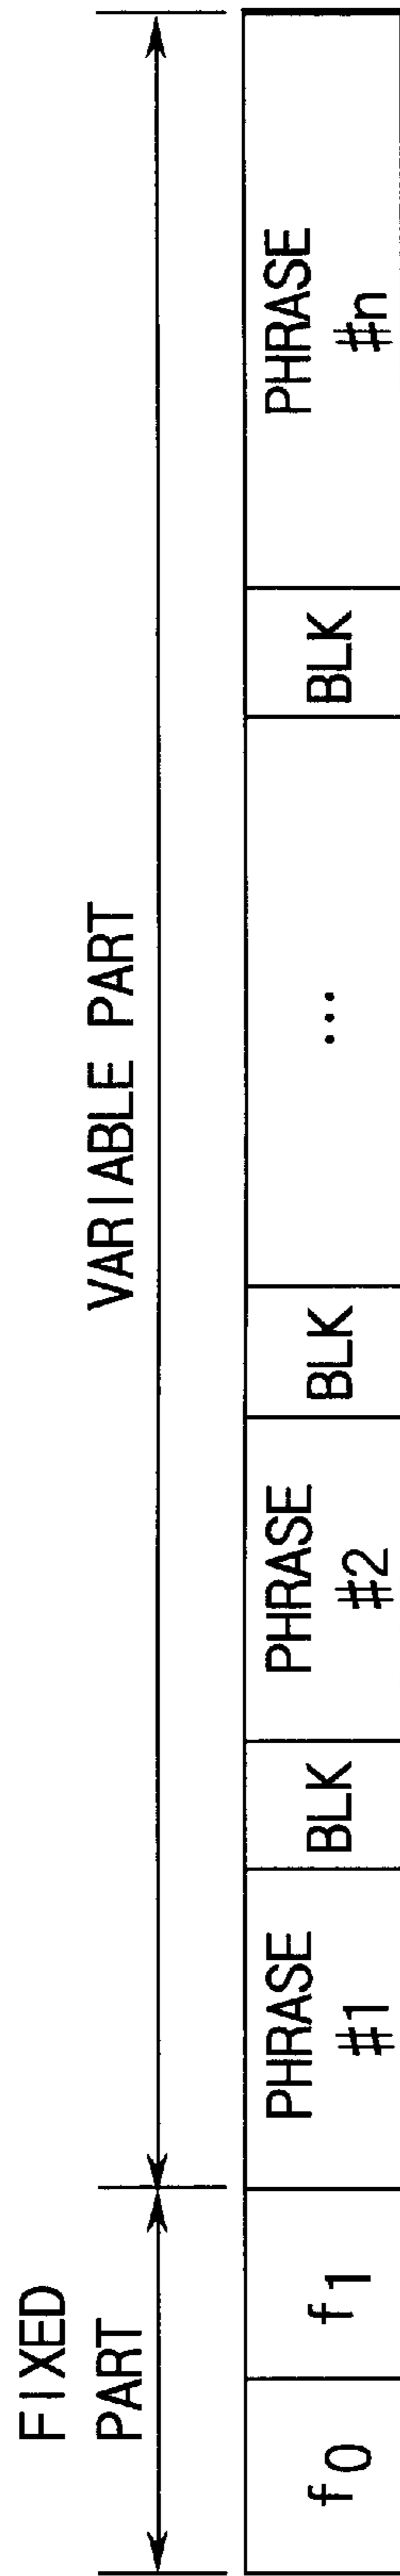 FIXED
PART
VARIABLE PART
f0
f1
PHRASE
#1
BLK
PHRASE
#2
BLK
...
BLK
PHRASE
#n